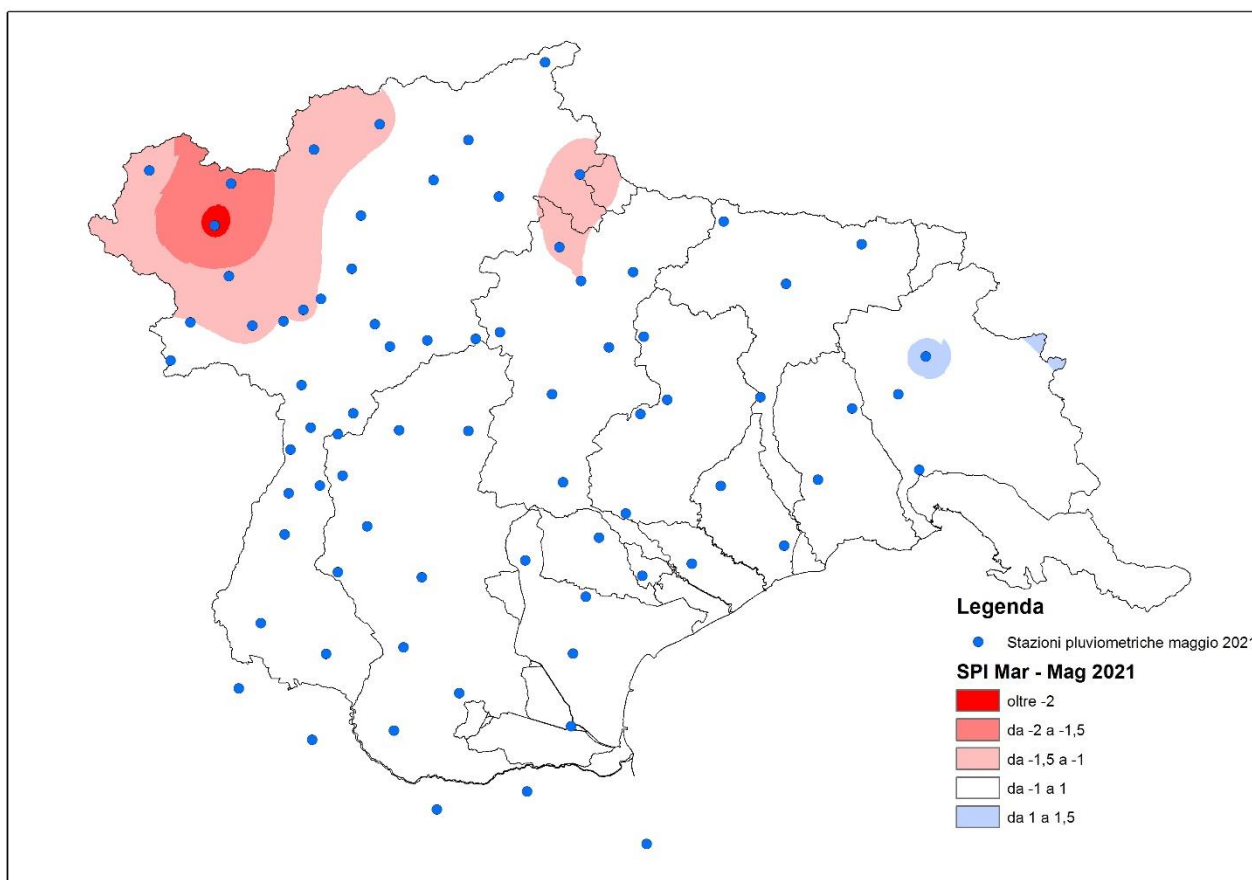 Legenda
Stazioni pluviometriche maggio 2021
SPI Mar - Mag 2021
oltre -2
da -2 a -1,5
da -1,5 a -1
da -1 a 1
da 1 a 1,5